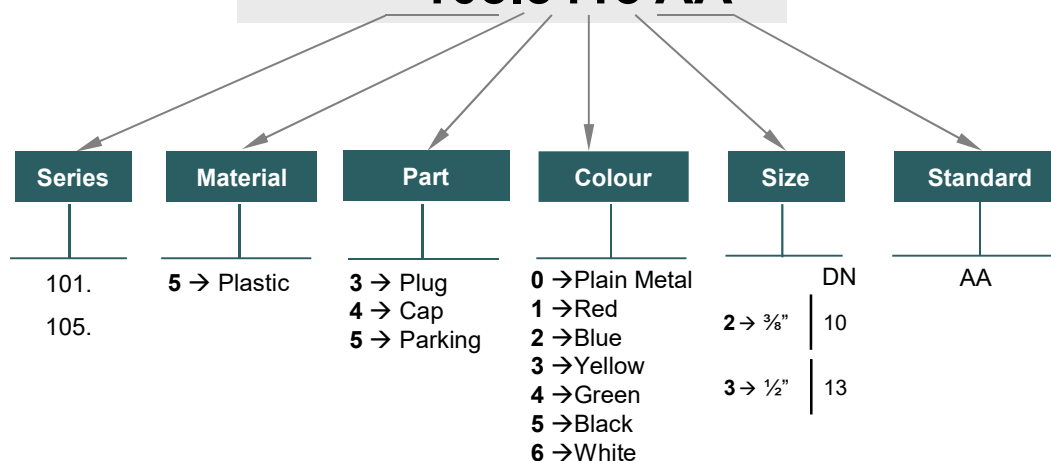 Series
Material
Part
Colour
Size
Standard
101.
105.
5 → Plastic
3 → Plug
4 → Cap
5 → Parking
0 →Plain Metal
1 →Red
2 →Blue
3 →Yellow
4 →Green
5 →Black
6 →White
DN
2 → ⅜” 10
3 → ½” 13
AA